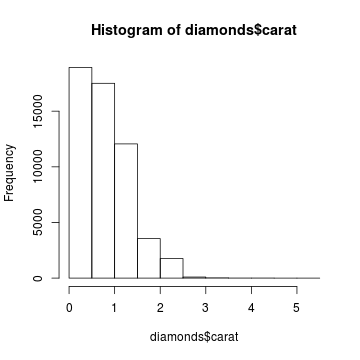 Histogram of diamonds$carat
Frequency
15000
10000
5000
0
0 1 2 3 4 5
diamonds$carat